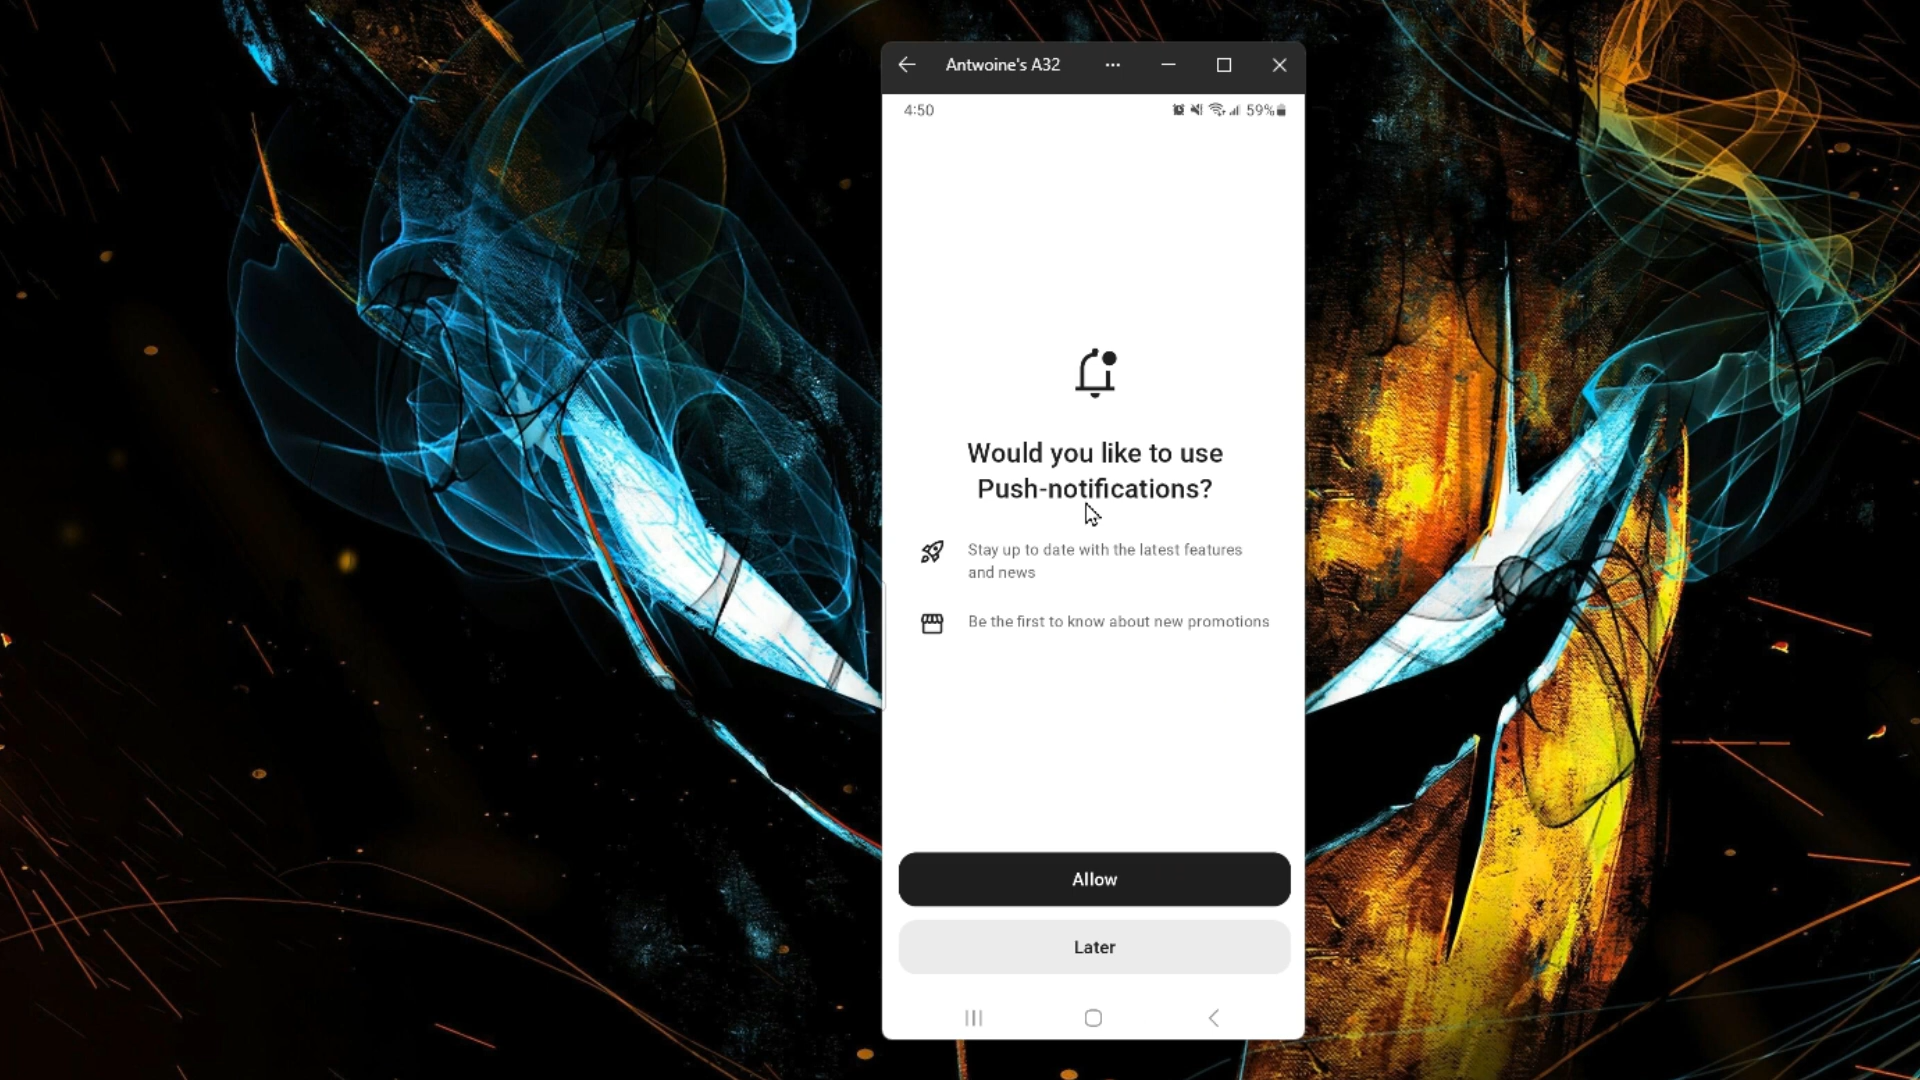 Antwoine's A32
4:50
59%
Would you like to use
Push-notifications?
Stay up to date with the latest features
and news
Be the first to know about new promotions
Allow
Later